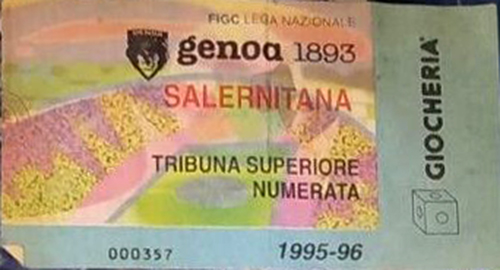 FIGC LEGA NAZIONALE
GENOA
genoa 1893
SALERNITANA
TRIBUNA SUPERIORE
NUMERATA
000357
1995-96
GIOCHERIA